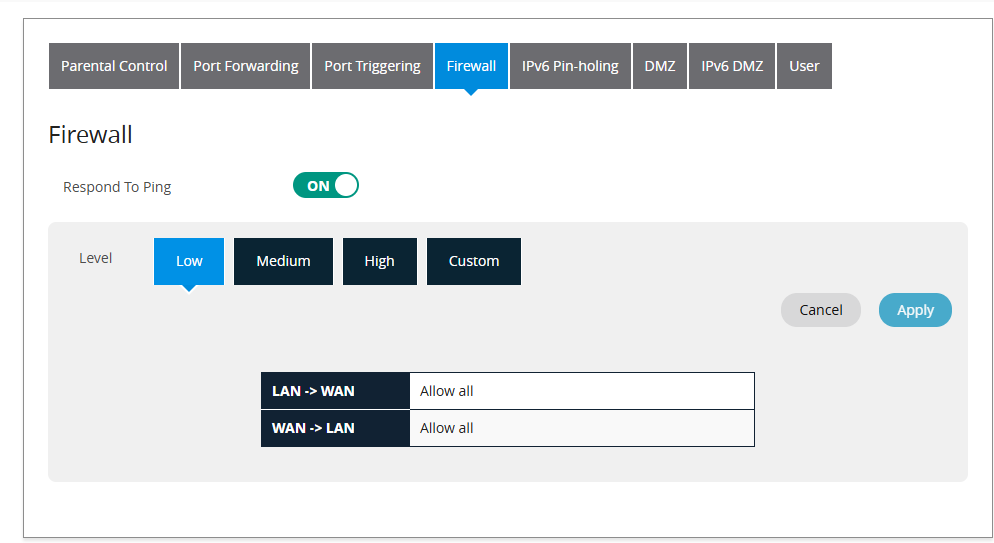 Parental Control Port Forwarding Port Triggering Firewall IPv6 Pin-holing DMZ IPv6 DMZ User
Firewall
Respond To Ping ON
Level Low Medium High Custom
Cancel Apply
LAN -> WAN Allow all
WAN -> LAN Allow all